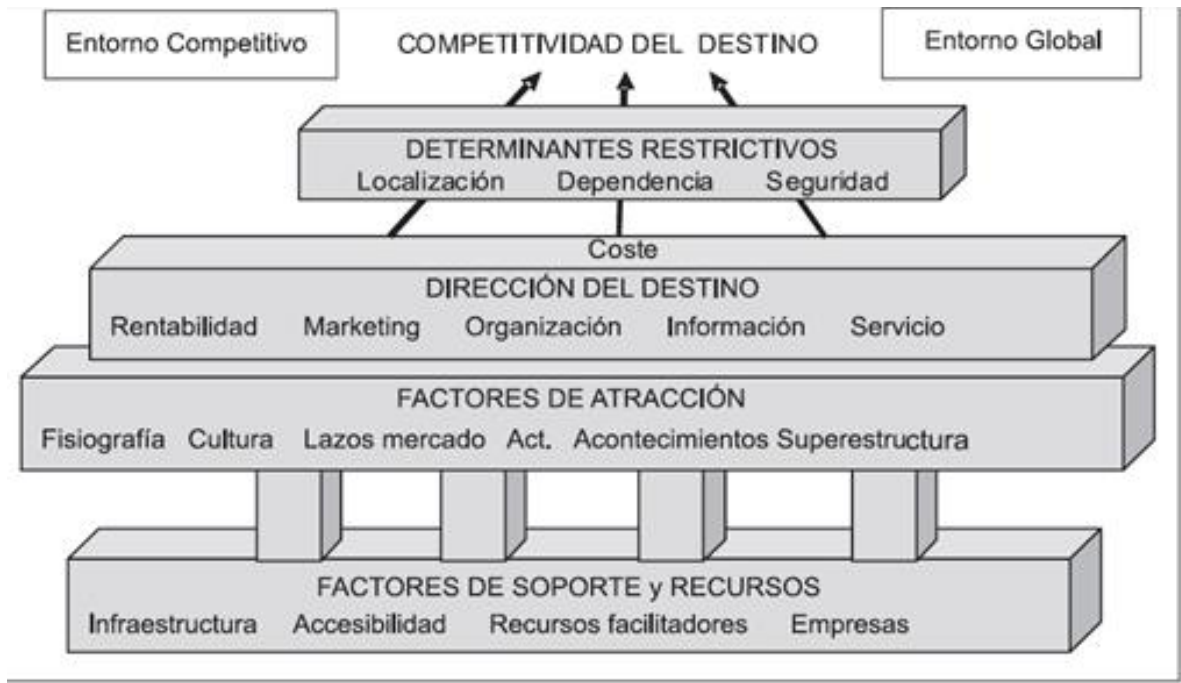 Entorno Competitivo
COMPETITIVIDAD DEL DESTINO
Entorno Global
DETERMINANTES RESTRICTIVOS
Localización Dependencia Seguridad
Coste
DIRECCIÓN DEL DESTINO
Rentabilidad Marketing Organización Información Servicio
FACTORES DE ATRACCIÓN
Fisiografía Cultura Lazos mercado Act. Acontecimientos Superestructura
FACTORES DE SOPORTE y RECURSOS
Infraestructura Accesibilidad Recursos facilitadores Empresas